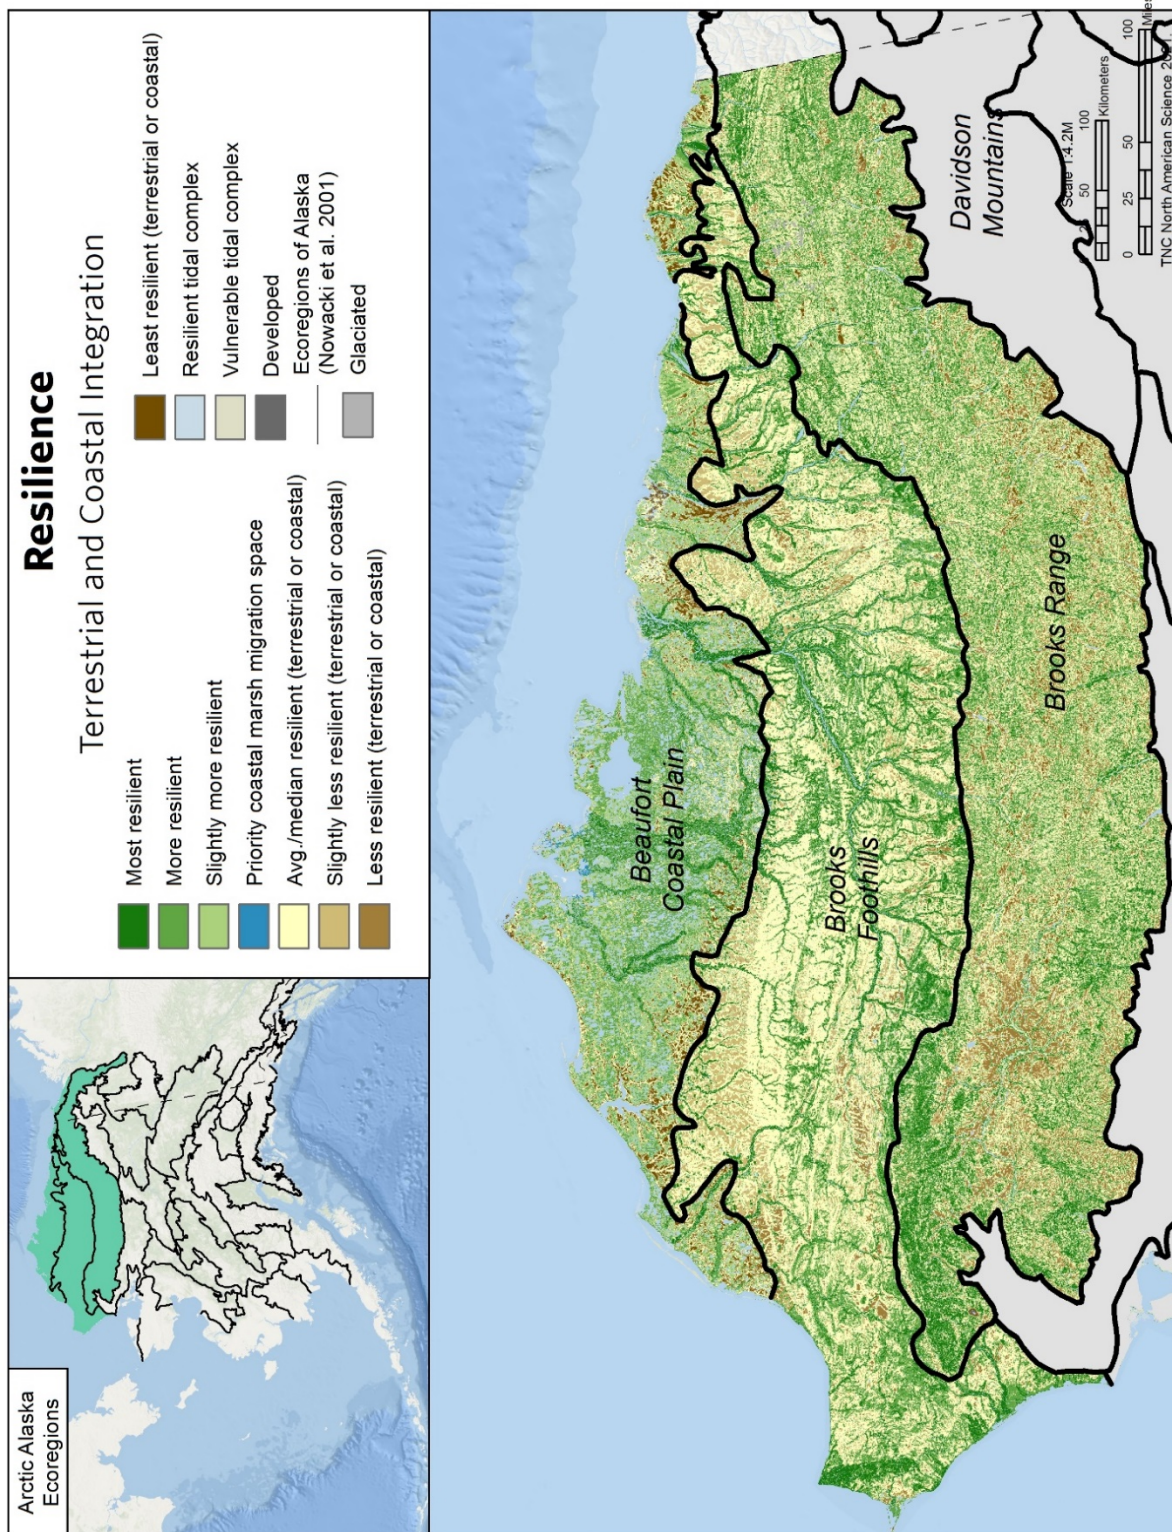 Arctic Alaska
Ecoregions
Resilience
Terrestrial and Coastal Integration
Most resilient
More resilient
Slightly more resilient
Priority coastal marsh migration space
Avg./median resilient (terrestrial or coastal)
Slightly less resilient (terrestrial or coastal)
Less resilient (terrestrial or coastal)
Least resilient (terrestrial or coastal)
Resilient tidal complex
Vulnerable tidal complex
Developed
Ecoregions of Alaska
(Nowacki et al. 2001)
Glaciated
Beaufort
Coastal Plain
Brooks
Foothills
Brooks Range
Davidson
Mountains
Scale 1:4.2M
50 100
Kilometers
0 25 50 100
TNC North American Science